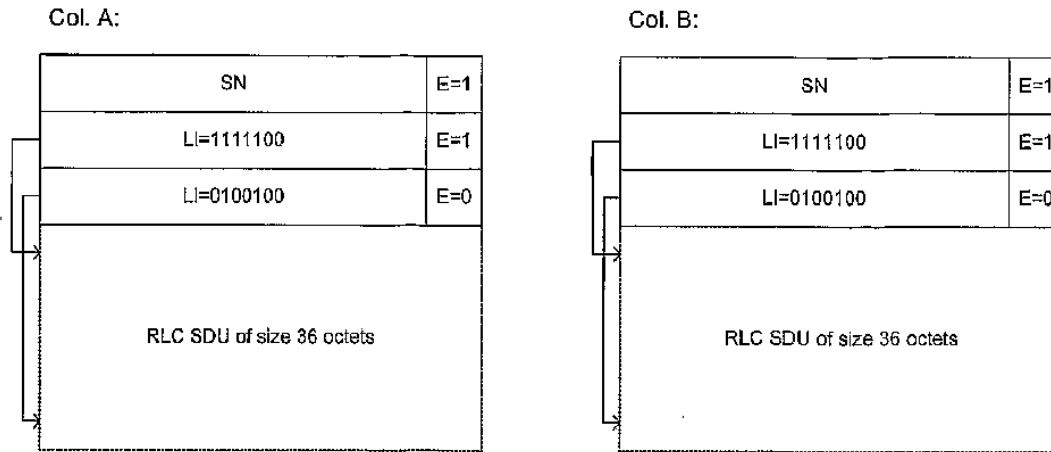 Col. A:
SN E=1
LI=1111100 E=1
LI=0100100 E=0
RLC SDU of size 36 octets
Col. B:
SN E=1
LI=1111100 E=1
LI=0100100 E=0
RLC SDU of size 36 octets